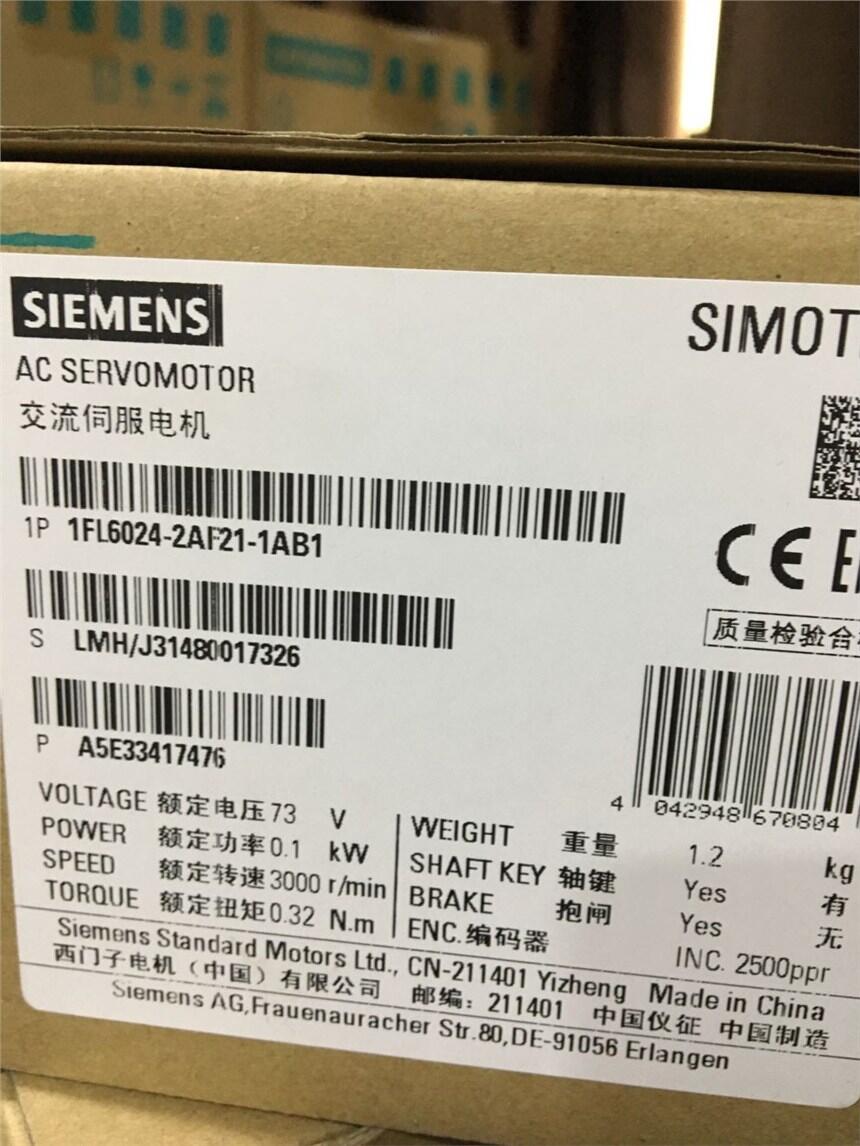 SIEMENS
SIMOT
AC SERVOMOTOR
交流伺服电机
1P 1FL6024-2AF21-1AB1
CE
S LMH/J31480017326
质量检验合
P A5E33417476
4 042948 670804
VOLTAGE 额定电压 73 V
POWER 额定功率 0.1 kW
SPEED 额定转速 3000 r/min
TORQUE 额定扭矩 0.32 N.m
WEIGHT 重量 1.2 kg
SHAFT KEY 轴键 Yes 有
BRAKE 抱闸 Yes 无
ENC. 编码器 INC. 2500ppr
Siemens Standard Motors Ltd., CN-211401 Yizheng Made in China
西门子电机（中国）有限公司 邮编：211401 中国仪征 中国制造
Siemens AG,Frauenauracher Str.80,DE-91056 Erlangen